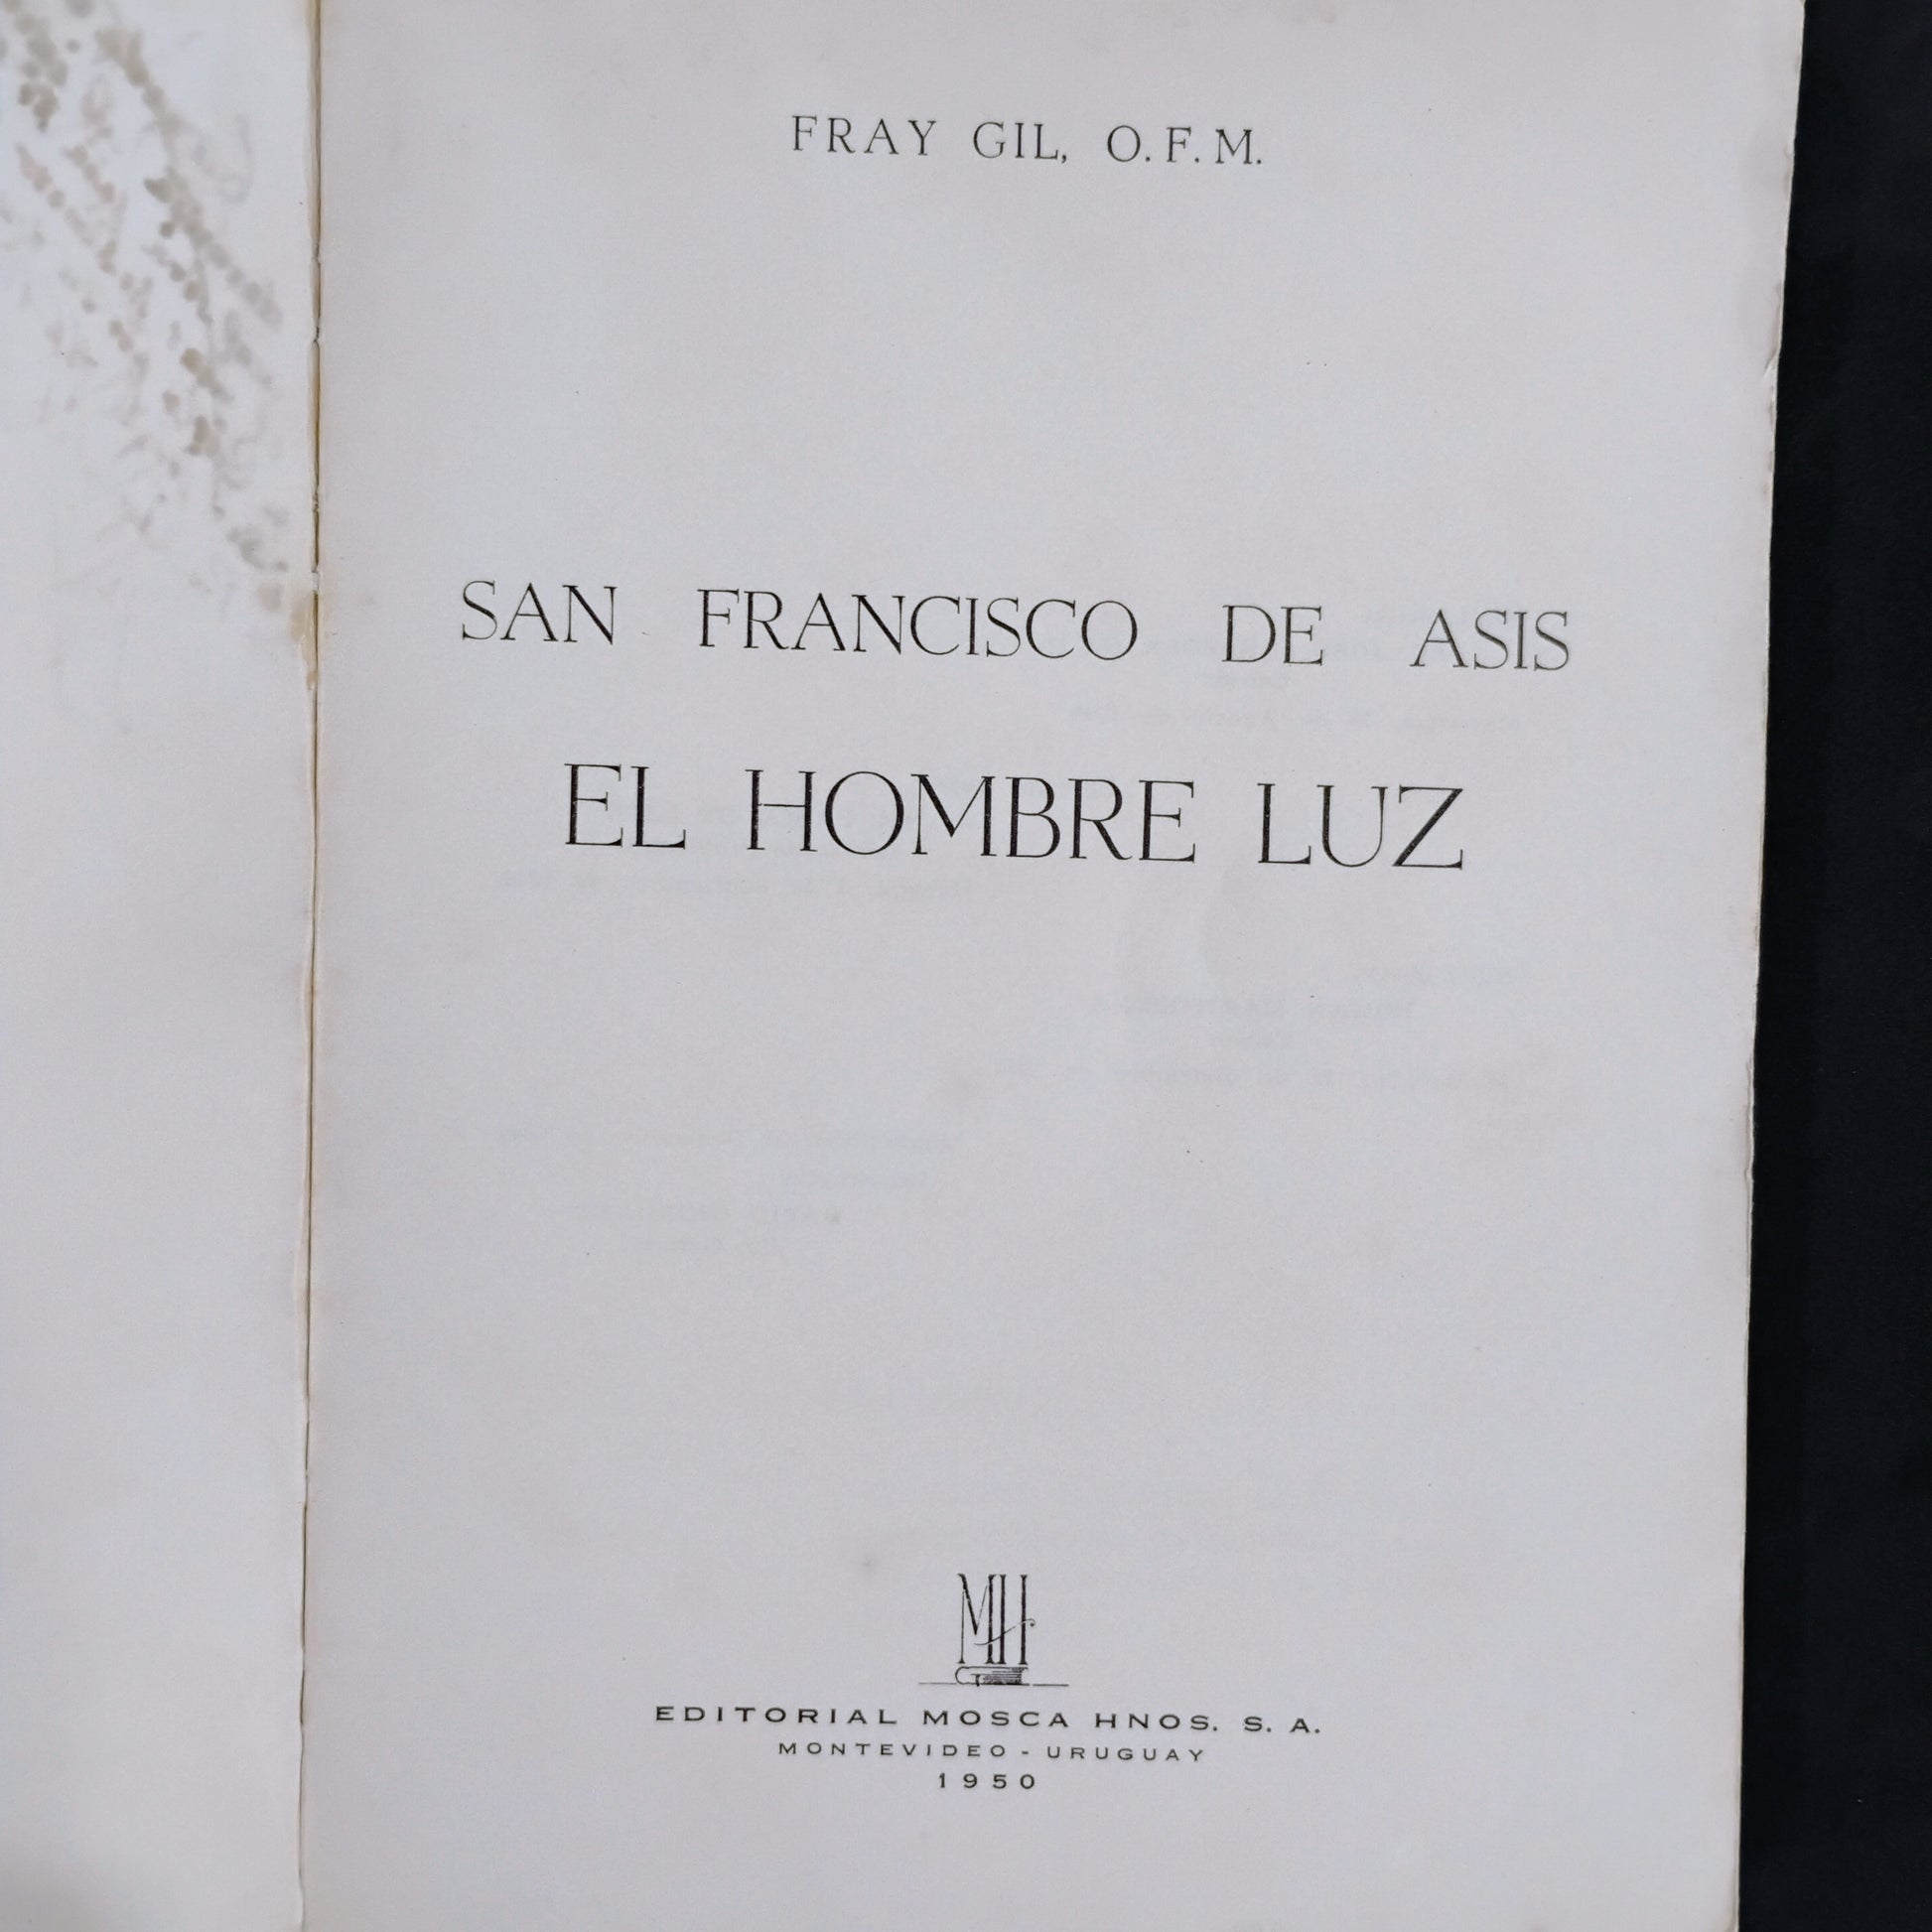 FRAY GIL, O. F. M.
SAN FRANCISCO DE ASIS
EL HOMBRE LUZ
MH
EDITORIAL MOSCA HNOS. S. A.
MONTEVIDEO - URUGUAY
1950